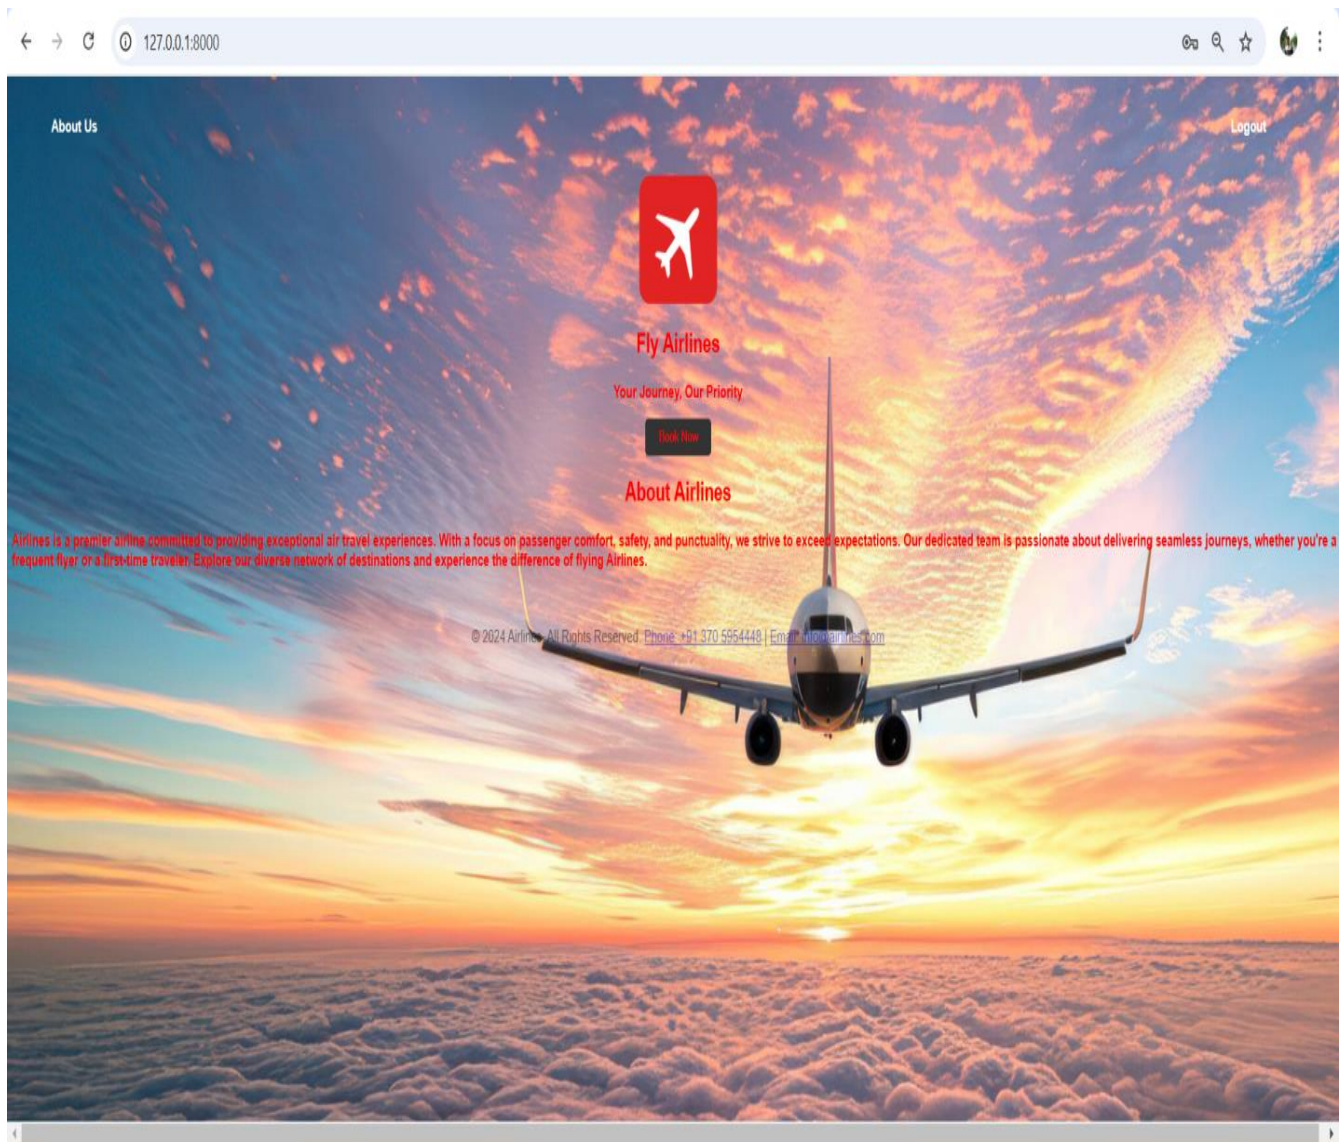 127.0.0.1:8000
About Us
Logout
Fly Airlines
Your Journey, Our Priority
Book Now
About Airlines
Airlines is a premier airline committed to providing exceptional air travel experiences. With a focus on passenger comfort, safety, and punctuality, we strive to exceed expectations. Our dedicated team is passionate about delivering seamless journeys, whether you're a
frequent flyer or a first-time traveler. Explore our diverse network of destinations and experience the difference of flying Airlines.
© 2024 Airlines. All Rights Reserved. Phone: +91 370 5954448 | Email: info@airlines.com